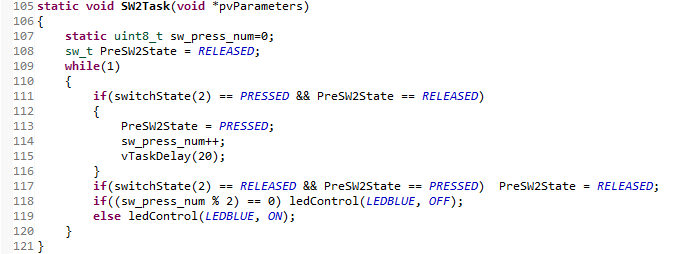 105 static void SW2Task(void *pvParameters)
106 {
107     static uint8_t sw_press_num=0;
108     sw_t PreSW2State = RELEASED;
109     while(1)
110     {
111         if(switchState(2) == PRESSED && PreSW2State == RELEASED)
112         {
113             PreSW2State = PRESSED;
114             sw_press_num++;
115             vTaskDelay(20);
116         }
117         if(switchState(2) == RELEASED && PreSW2State == PRESSED)  PreSW2State = RELEASED;
118         if((sw_press_num % 2) == 0) ledControl(LEDBLUE, OFF);
119         else ledControl(LEDBLUE, ON);
120     }
121 }